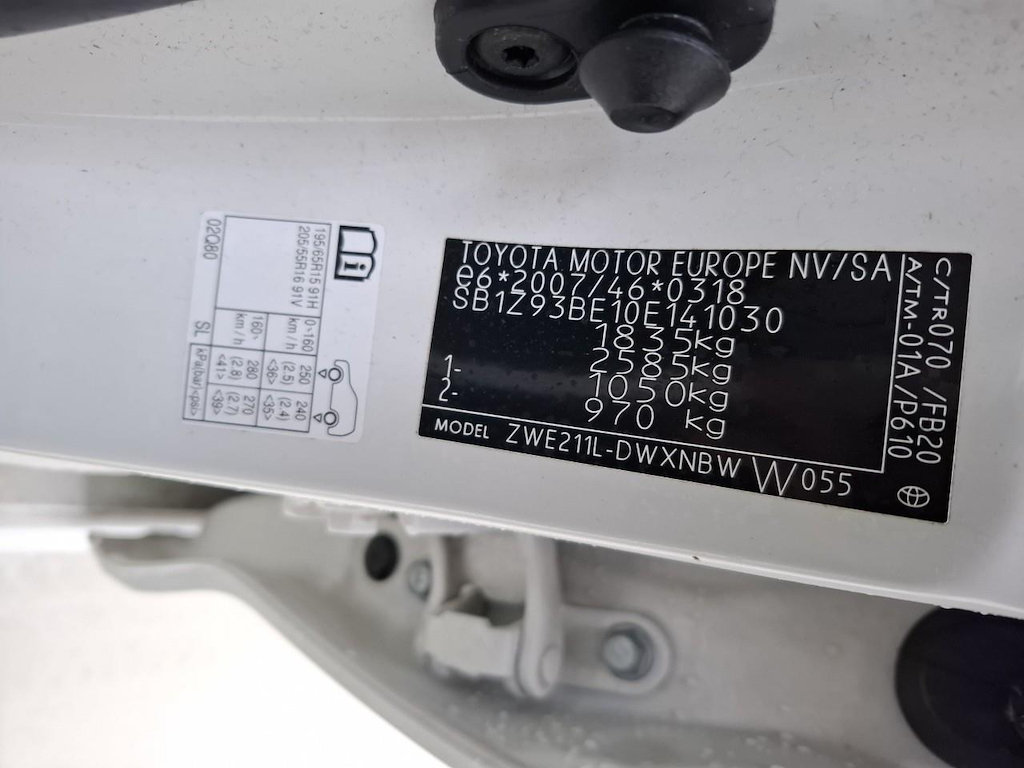 TOYOTA MOTOR EUROPE NV/SA
e6*2007/46*0318
SB1Z93BE10E141030
1835kg
2585kg
1- 1050kg
2- 970 kg
MODEL ZWE211L-DWXNBW W055
C/TR070 /FB20
A/TM-01A/P610
195/65R15 91H
205/55R16 91V
0~160 km/h
250 (2.5) <36>
240 (2.4) <35>
160~ km/h
280 (2.8) <41>
270 (2.7) <39>
02Q80
SL
kPa(bar)<psi>